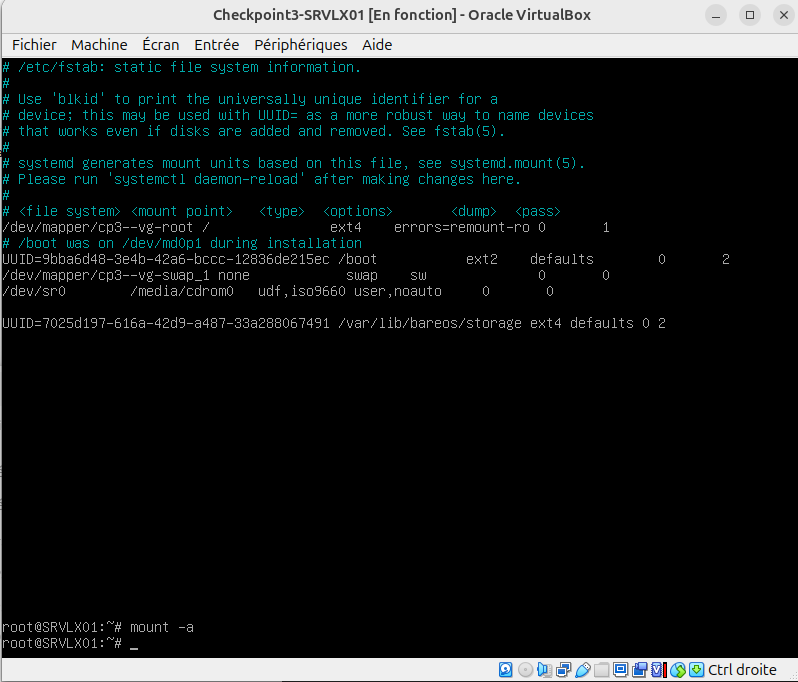 Checkpoint3-SRVLX01 [En fonction] - Oracle VirtualBox
Fichier Machine Écran Entrée Périphériques Aide
# /etc/fstab: static file system information.
#
# Use 'blkid' to print the universally unique identifier for a
# device; this may be used with UUID= as a more robust way to name devices
# that works even if disks are added and removed. See fstab(5).
#
# systemd generates mount units based on this file, see systemd.mount(5).
# Please run 'systemctl daemon-reload' after making changes here.
#
# <file system> <mount point>   <type>  <options>       <dump>  <pass>
/dev/mapper/cp3--vg-root /               ext4    errors=remount-ro 0       1
# /boot was on /dev/md0p1 during installation
UUID=9bba6d48-3e4b-42a6-bccc-12836de215ec /boot           ext2    defaults        0       2
/dev/mapper/cp3--vg-swap_1 none            swap    sw              0       0
/dev/sr0        /media/cdrom0   udf,iso9660 user,noauto     0       0
UUID=7025d197-616a-42d9-a487-33a288067491 /var/lib/bareos/storage ext4 defaults 0 2
root@SRVLX01:~# mount -a
root@SRVLX01:~# _
Ctrl droite